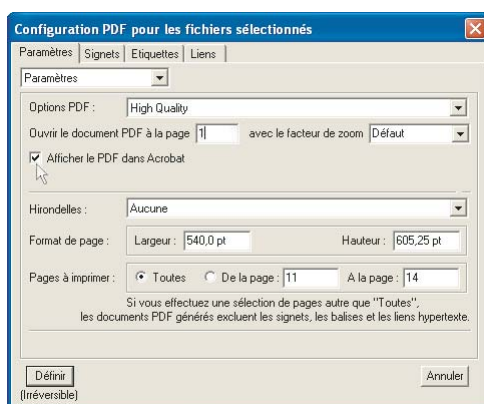 Configuration PDF pour les fichiers sélectionnés
Paramètres Signets Etiquettes Liens
Paramètres
Options PDF : High Quality
Ouvrir le document PDF à la page 1 avec le facteur de zoom Défaut
Afficher le PDF dans Acrobat
Hirondelles : Aucune
Format de page : Largeur : 540,0 pt Hauteur : 605,25 pt
Pages à imprimer : Toutes De la page : 11 A la page : 14
Si vous effectuez une sélection de pages autre que "Toutes",
les documents PDF générés excluent les signets, les balises et les liens hypertexte.
Définir Annuler
(Irréversible)